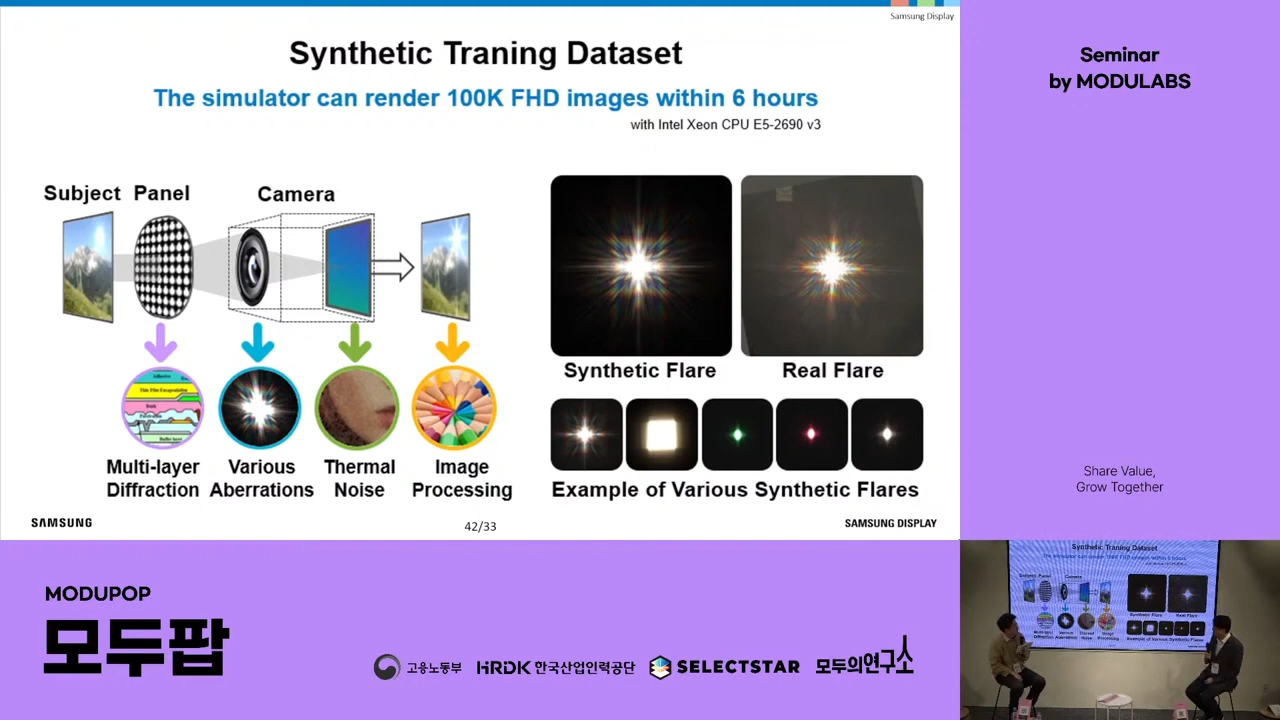 Samsung Display
Synthetic Traning Dataset
The simulator can render 100K FHD images within 6 hours
with Intel Xeon CPU E5-2690 v3
Subject Panel Camera
Synthetic Flare Real Flare
Multi-layer Diffraction
Various Aberrations
Thermal Noise
Image Processing
Example of Various Synthetic Flares
SAMSUNG
42/33
SAMSUNG DISPLAY
Seminar
by MODULABS
Share Value,
Grow Together
MODUPOP
모두팝
고용노동부
HRDK 한국산업인력공단
SELECTSTAR
모두의연구소
Synthetic Traning Dataset